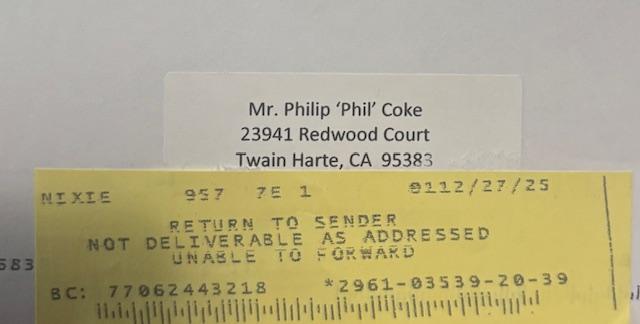 Mr. Philip ‘Phil’ Coke
23941 Redwood Court
Twain Harte, CA 95383
NIXIE 957 7E 1 0112/27/25
RETURN TO SENDER
NOT DELIVERABLE AS ADDRESSED
UNABLE TO FORWARD
583
BC: 77062443218 *2961-03539-20-39